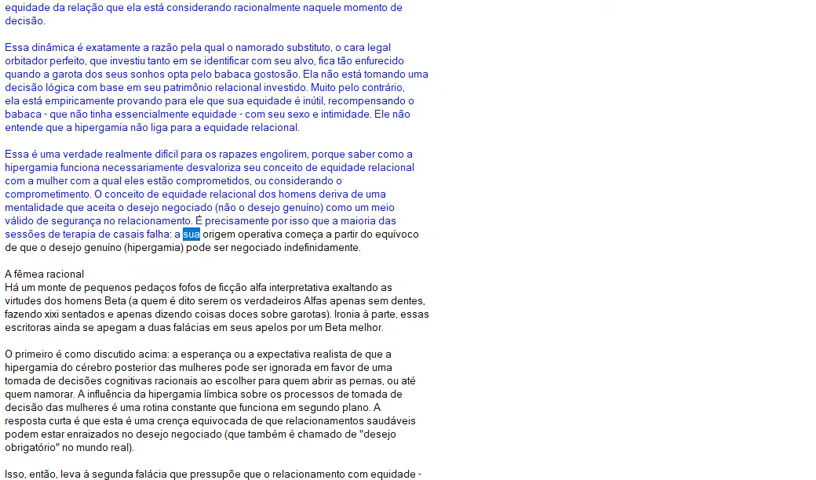 equidade da relação que ela está considerando racionalmente naquele momento de
decisão.
Essa dinâmica é exatamente a razão pela qual o namorado substituto, o cara legal
orbitador perfeito, que investiu tanto em se identificar com seu alvo, fica tão enfurecido
quando a garota dos seus sonhos opta pelo babaca gostosão. Ela não está tomando uma
decisão lógica com base em seu patrimônio relacional investido. Muito pelo contrário,
ela está empiricamente provando para ele que sua equidade é inútil, recompensando o
babaca - que não tinha essencialmente equidade - com seu sexo e intimidade. Ele não
entende que a hipergamia não liga para a equidade relacional.
Essa é uma verdade realmente difícil para os rapazes engolirem, porque saber como a
hipergamia funciona necessariamente desvaloriza seu conceito de equidade relacional
com a mulher com a qual eles estão comprometidos, ou considerando o
comprometimento. O conceito de equidade relacional dos homens deriva de uma
mentalidade que aceita o desejo negociado (não o desejo genuíno) como um meio
válido de segurança no relacionamento. É precisamente por isso que a maioria das
sessões de terapia de casais falha: a sua origem operativa começa a partir do equívoco
de que o desejo genuíno (hipergamia) pode ser negociado indefinidamente.
A fêmea racional
Há um monte de pequenos pedaços fofos de ficção alfa interpretativa exaltando as
virtudes dos homens Beta (a quem é dito serem os verdadeiros Alfas apenas sem dentes,
fazendo xixi sentados e apenas dizendo coisas doces sobre garotas). Ironia à parte, essas
escritoras ainda se apegam a duas falácias em seus apelos por um Beta melhor.
O primeiro é como discutido acima: a esperança ou a expectativa realista de que a
hipergamia do cérebro posterior das mulheres pode ser ignorada em favor de uma
tomada de decisões cognitivas racionais ao escolher para quem abrir as pernas, ou até
quem namorar. A influência da hipergamia límbica sobre os processos de tomada de
decisão das mulheres é uma rotina constante que funciona em segundo plano. A
resposta curta é que esta é uma crença equivocada de que relacionamentos saudáveis
podem estar enraizados no desejo negociado (que também é chamado de "desejo
obrigatório" no mundo real).
Isso, então, leva à segunda falácia que pressupõe que o relacionamento com equidade -